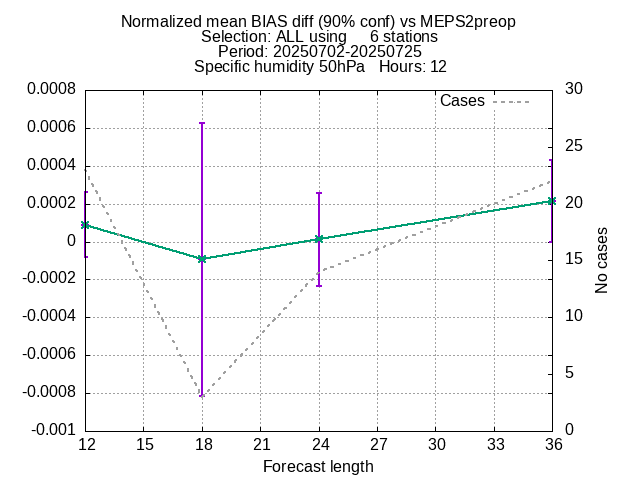 Normalized mean BIAS diff (90% conf) vs MEPS2preop
Selection: ALL using     6 stations
Period: 20250702-20250725
Specific humidity 50hPa   Hours: 12
Cases
0.0008
0.0006
0.0004
0.0002
0
-0.0002
-0.0004
-0.0006
-0.0008
-0.001
30
25
20
15
10
5
0
No cases
12 15 18 21 24 27 30 33 36
Forecast length